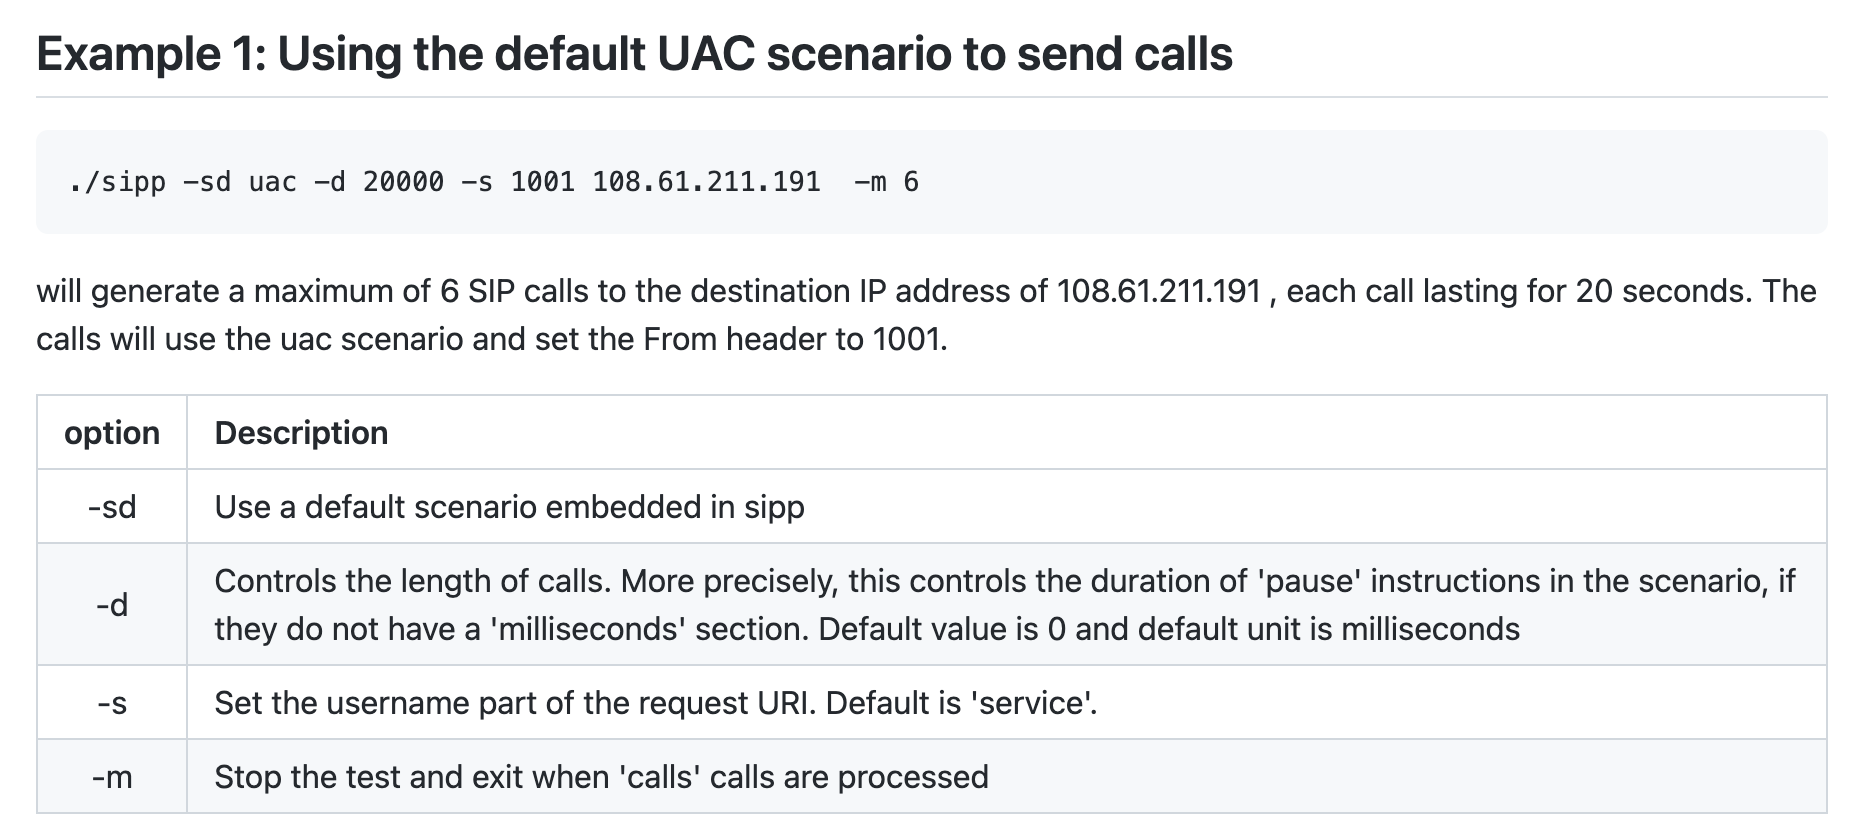 Example 1: Using the default UAC scenario to send calls
./sipp -sd uac -d 20000 -s 1001 108.61.211.191  -m 6
will generate a maximum of 6 SIP calls to the destination IP address of 108.61.211.191 , each call lasting for 20 seconds. The
calls will use the uac scenario and set the From header to 1001.
option Description
-sd Use a default scenario embedded in sipp
-d Controls the length of calls. More precisely, this controls the duration of 'pause' instructions in the scenario, if
they do not have a 'milliseconds' section. Default value is 0 and default unit is milliseconds
-s Set the username part of the request URI. Default is 'service'.
-m Stop the test and exit when 'calls' calls are processed